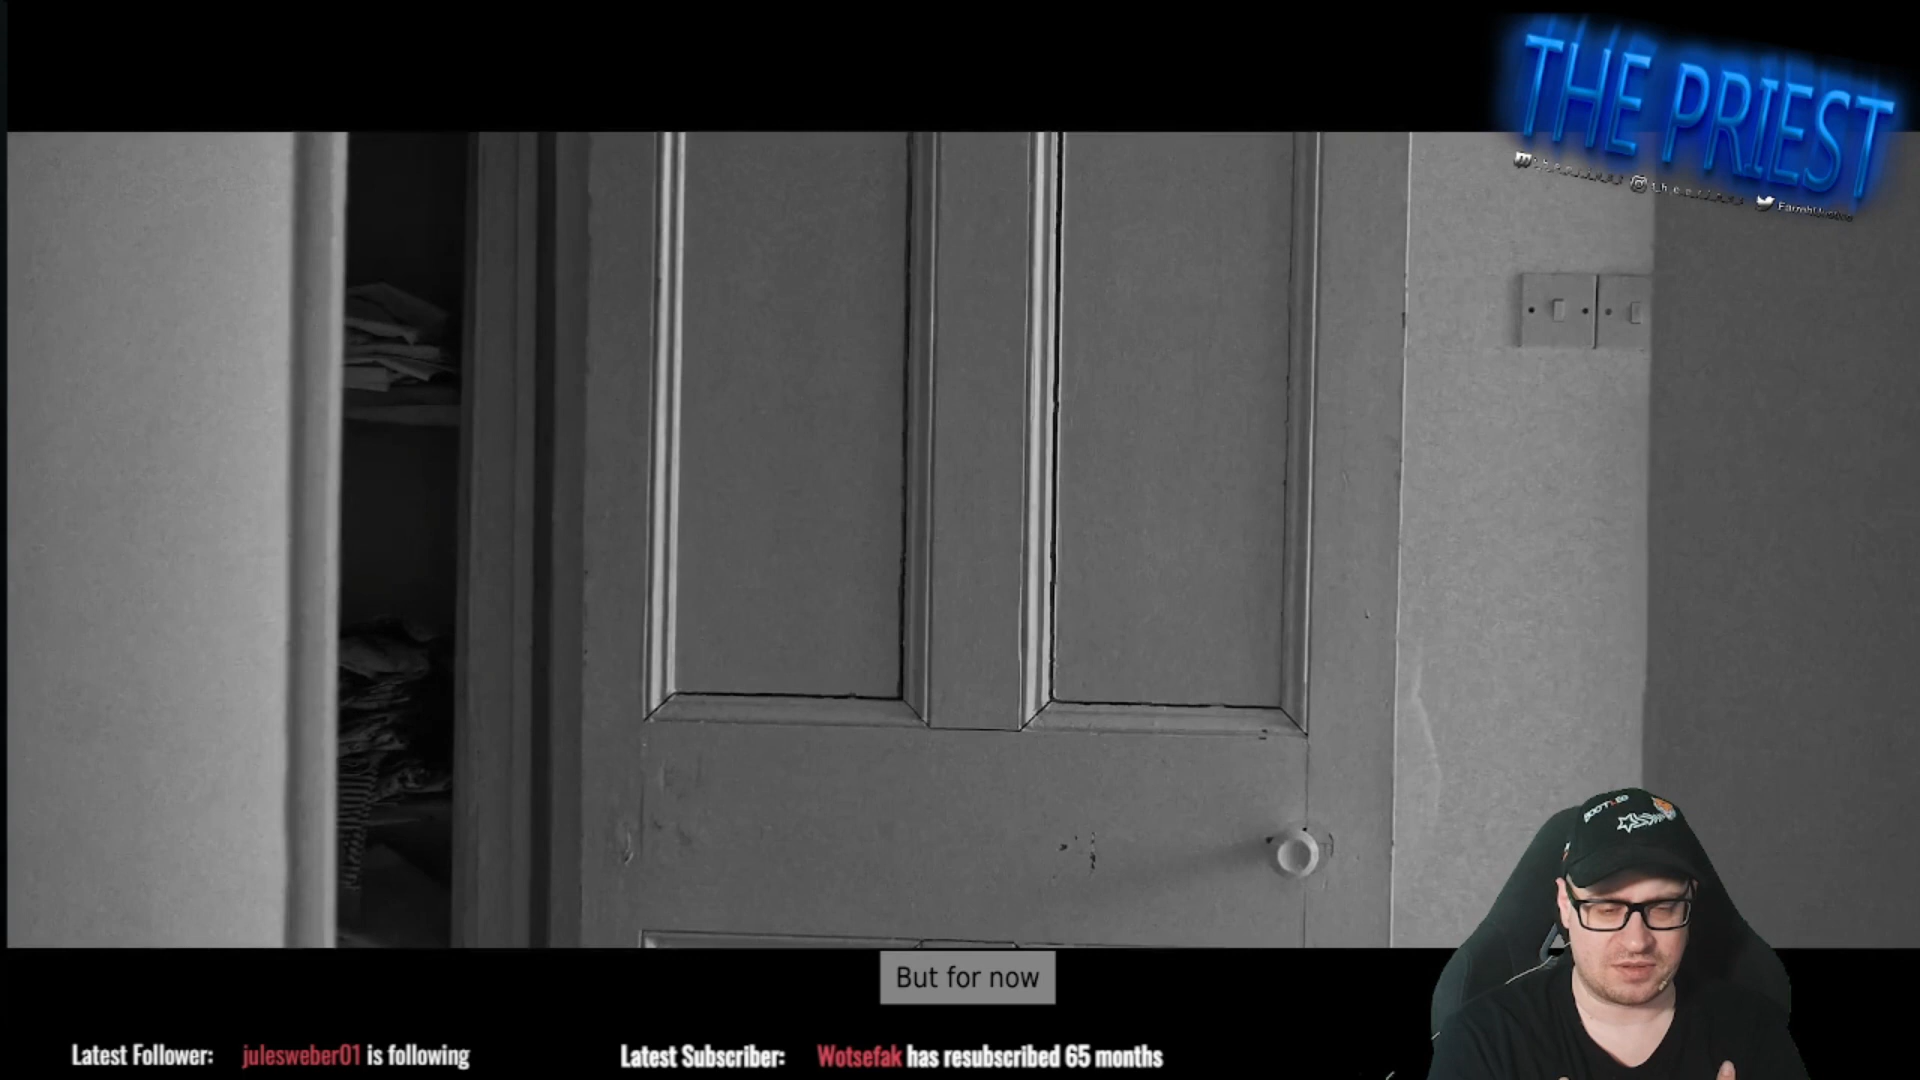 THE PRIEST
But for now
Latest Follower: julesweber01 is following
Latest Subscriber: Wotsefak has resubscribed 65 months